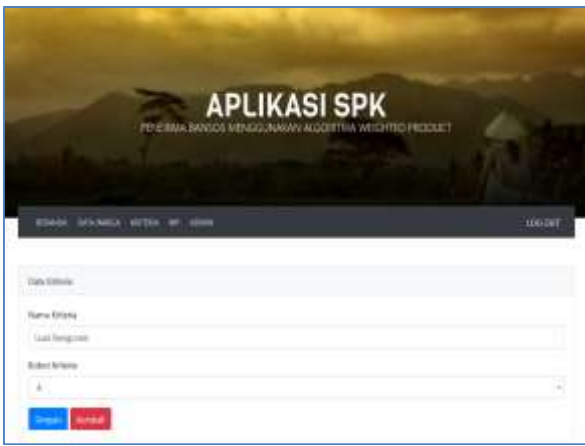 APLIKASI SPK
PENERIMA BANSOS MENGGUNAKAN ALGORITMA WEIGHTED PRODUCT
BERANDA DATA WARGA KRITERIA WP ADMIN LOG OUT
Data Kriteria
Nama Kriteria
Luas Bangunan
Bobot Kriteria
4
Simpan Kembali